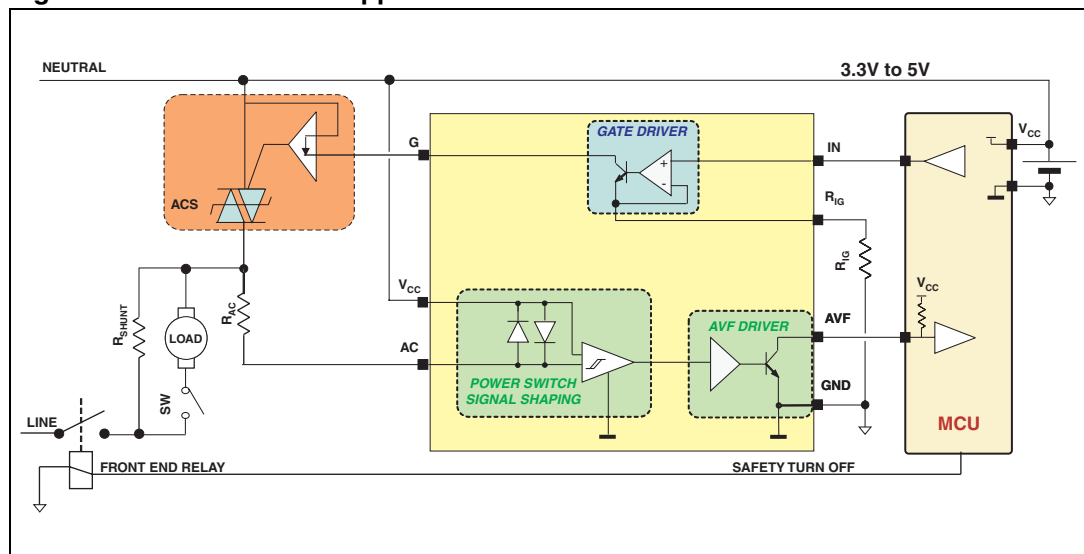 NEUTRAL
3.3V to 5V
GATE DRIVER
G
IN
VCC
+
-
RIG
ACS
RIG
VCC
RSHUNT
LOAD
RAC
VCC
AVF DRIVER
AVF
AC
POWER SWITCH
SIGNAL SHAPING
SW
GND
MCU
LINE
FRONT END RELAY
SAFETY TURN OFF